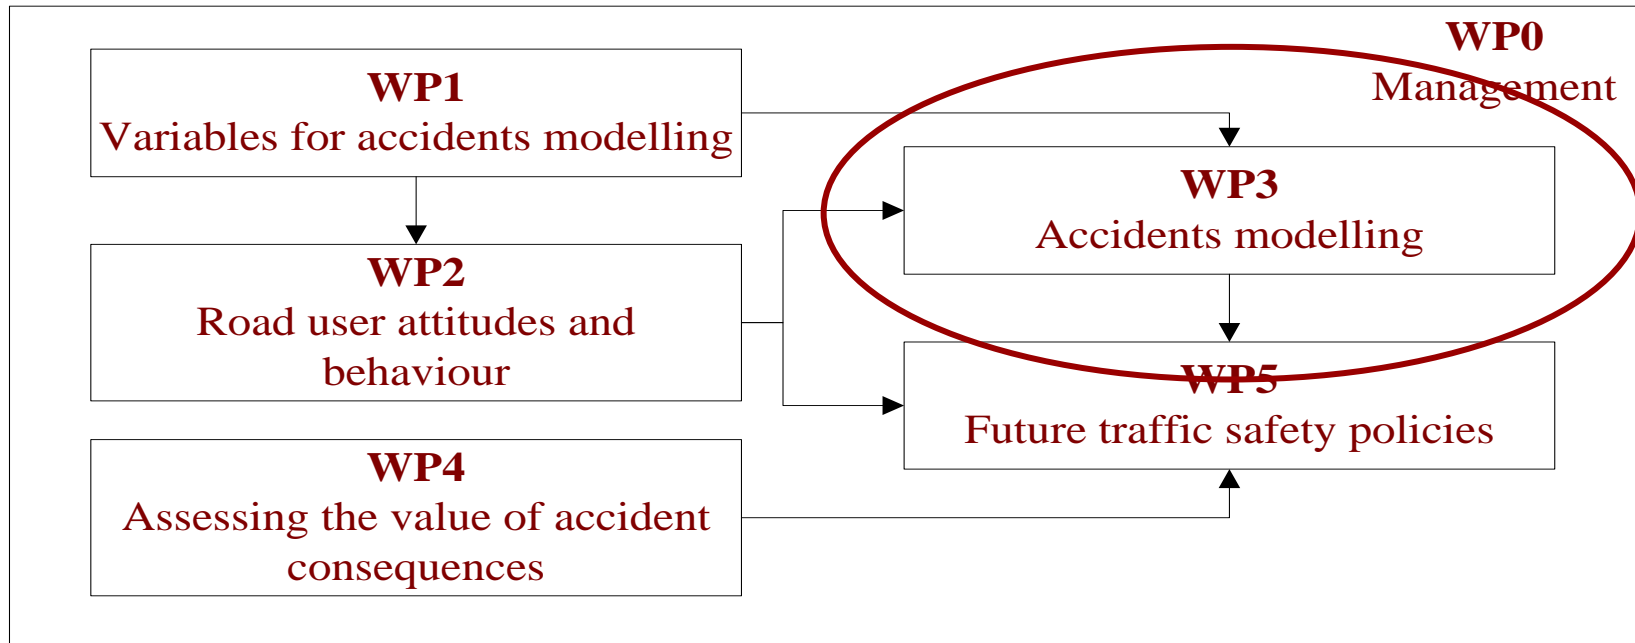 WP0
Management
WP1
Variables for accidents modelling
WP3
Accidents modelling
WP2
Road user attitudes and
behaviour
WP5
Future traffic safety policies
WP4
Assessing the value of accident
consequences